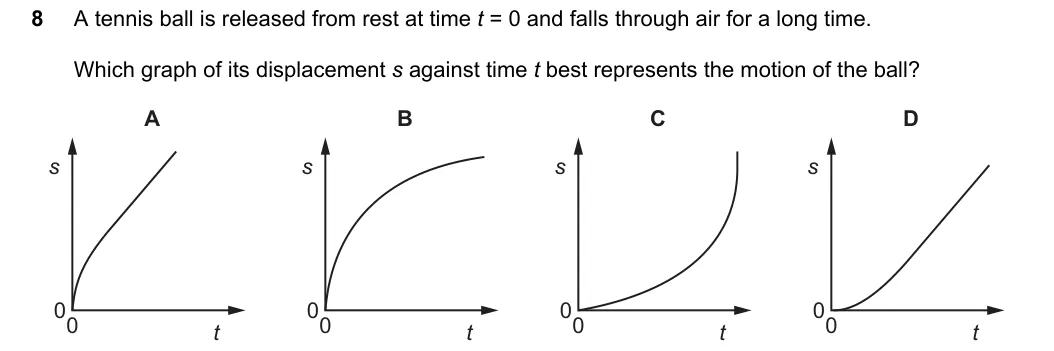 8 A tennis ball is released from rest at time t = 0 and falls through air for a long time.
Which graph of its displacement s against time t best represents the motion of the ball?
A B C D
s s s s
0 0 0 0
0 0 0 0
t t t t